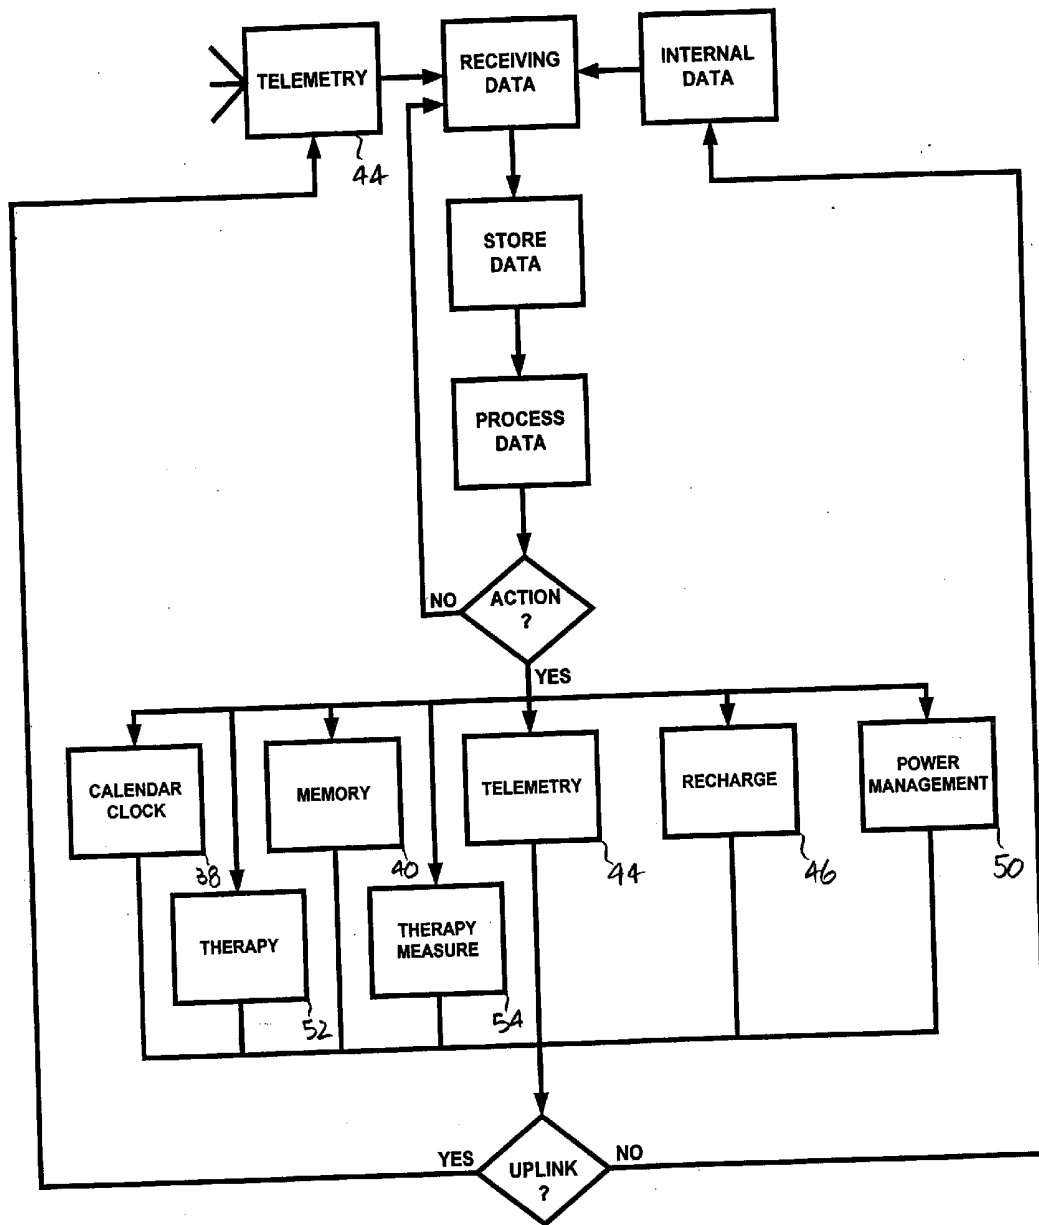 TELEMETRY
44
RECEIVING
DATA
INTERNAL
DATA
STORE
DATA
PROCESS
DATA
ACTION
?
NO
YES
CALENDAR
CLOCK
38
MEMORY
40
TELEMETRY
44
RECHARGE
46
POWER
MANAGEMENT
50
THERAPY
52
THERAPY
MEASURE
54
YES
UPLINK
?
NO